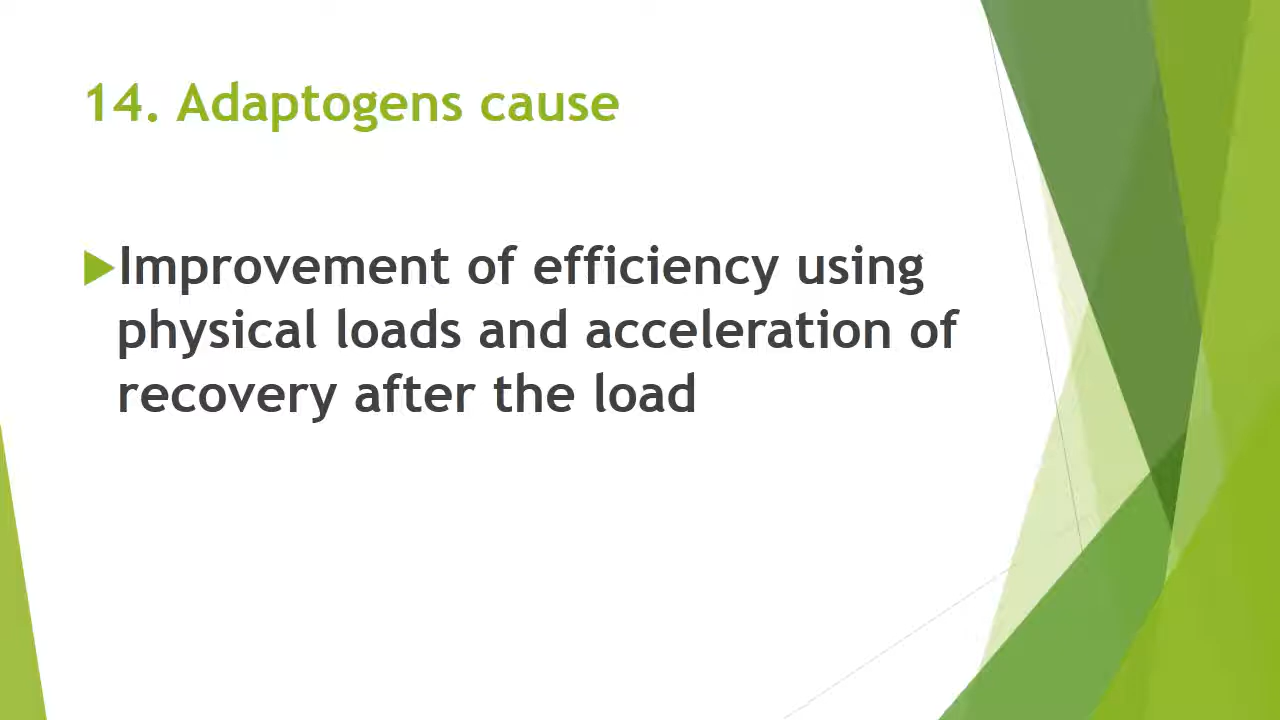 14. Adaptogens cause
Improvement of efficiency using
physical loads and acceleration of
recovery after the load